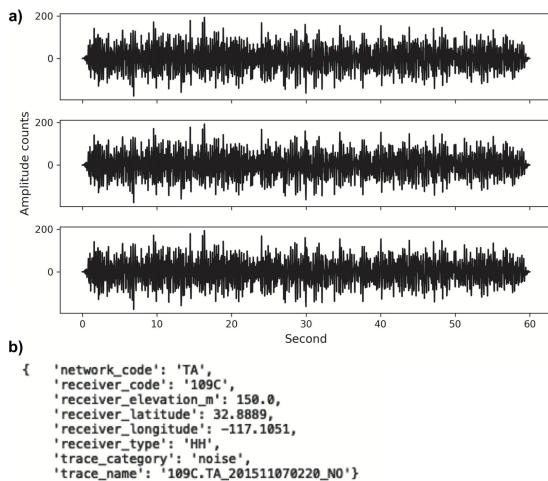 a)
200
0
200
0
200
0
Amplitude counts
0 10 20 30 40 50 60
Second
b)
{ 'network_code': 'TA',
'receiver_code': '109C',
'receiver_elevation_m': 150.0,
'receiver_latitude': 32.8889,
'receiver_longitude': -117.1051,
'receiver_type': 'HH',
'trace_category': 'noise',
'trace_name': '109C.TA_201511070220_NO'}